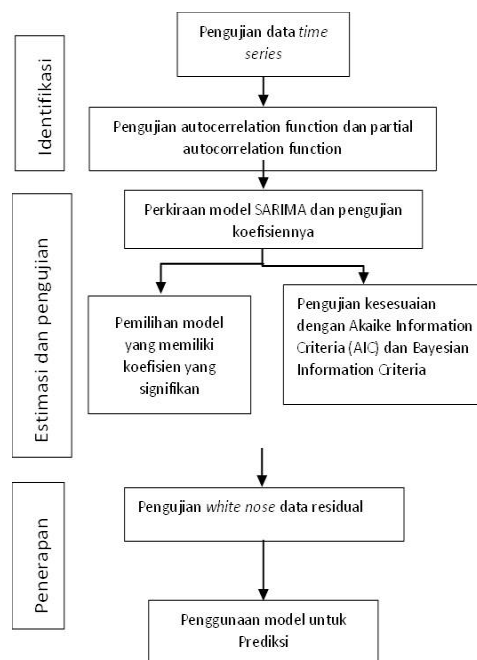 Identifikasi
Pengujian data time
series
Pengujian autocerrelation function dan partial
autocorrelation function
Estimasi dan pengujian
Perkiraan model SARIMA dan pengujian
koefisiennya
Pemilihan model
yang memiliki
koefisien yang
signifikan
Pengujian kesesuaian
dengan Akaike Information
Criteria (AIC) dan Bayesian
Information Criteria
Penerapan
Pengujian white nose data residual
Penggunaan model untuk
Prediksi